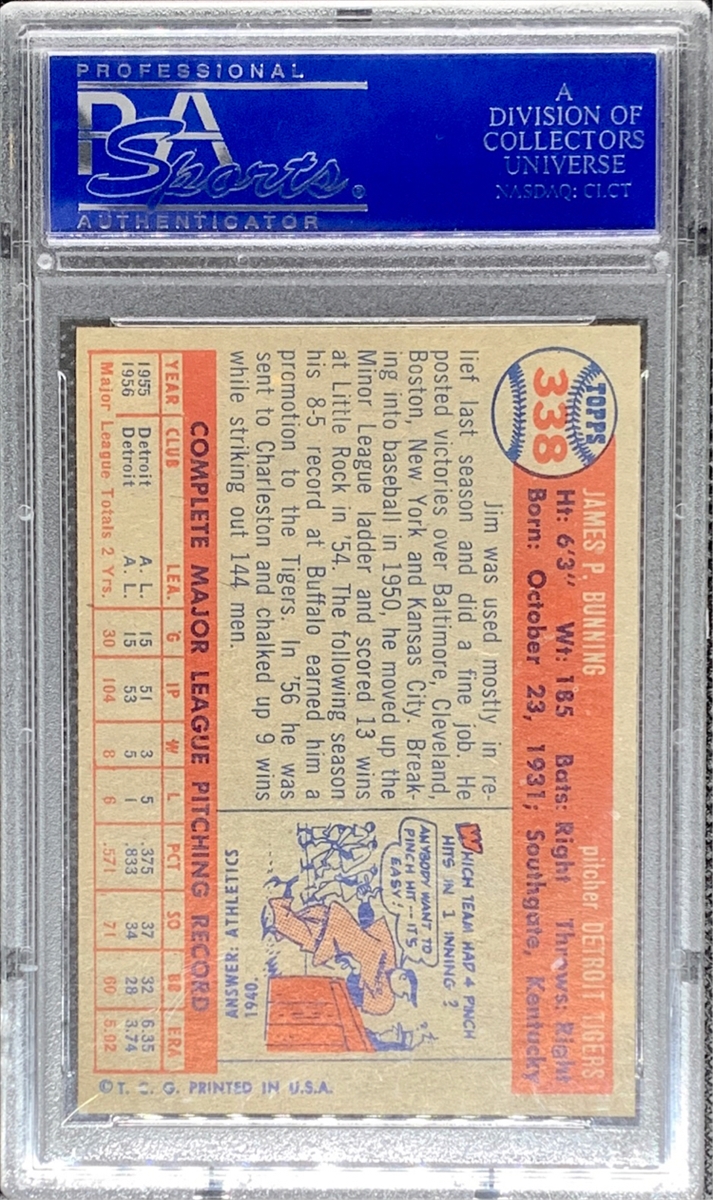 PROFESSIONAL
PSA
Sports
AUTHENTICATOR
A
DIVISION OF
COLLECTORS
UNIVERSE
NASDAQ: CLCT
TOPPS
338
JAMES P. BUNNING pitcher DETROIT TIGERS
Ht: 6'3" Wt: 185 Bats: Right Throws: Right
Born: October 23, 1931; Southgate, Kentucky
Jim was used mostly in re-
lief last season and did a fine job. He
posted victories over Baltimore, Cleveland,
Boston, New York and Kansas City. Break-
ing into baseball in 1950, he moved up the
Minor League ladder and scored 13 wins
at Little Rock in '54. The following season
his 8-5 record at Buffalo earned him a
promotion to the Tigers. In '56 he was
sent to Charleston and chalked up 9 wins
while striking out 144 men.
WHICH TEAM HAD 4 PINCH
HITS IN 1 INNING?
ANYBODY WANT TO
PINCH HIT--IT'S
EASY!
ANSWER: ATHLETICS
1940.
COMPLETE MAJOR LEAGUE PITCHING RECORD
YEAR CLUB LEA. G IP W L PCT SO BB ERA
1955 Detroit A. L. 15 51 3 5 .375 37 32 6.35
1956 Detroit A. L. 15 53 5 1 .833 34 28 3.74
Major League Totals 2 Yrs. 30 104 8 6 .571 71 60 5.02
© T. C. G. PRINTED IN U.S.A.